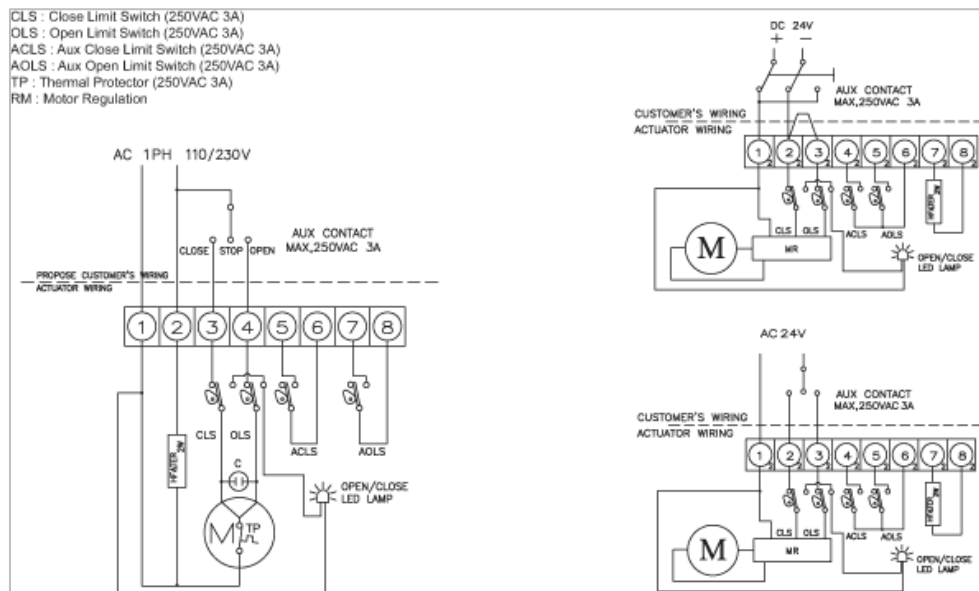 CLS : Close Limit Switch (250VAC 3A)
OLS : Open Limit Switch (250VAC 3A)
ACLS : Aux Close Limit Switch (250VAC 3A)
AOLS : Aux Open Limit Switch (250VAC 3A)
TP : Thermal Protector (250VAC 3A)
RM : Motor Regulation
AC 1PH 110/230V
AUX CONTACT
MAX,250VAC 3A
CLOSE STOP OPEN
PROPOSE CUSTOMER'S WIRING
ACTUATOR WIRING
1 2 3 4 5 6 7 8
CLS OLS
ACLS AOLS
HEATER
2W
C
OPEN/CLOSE
LED LAMP
M TP
DC 24V
+ −
AUX CONTACT
MAX,250VAC 3A
CUSTOMER'S WIRING
ACTUATOR WIRING
1 2 3 4 5 6 7 8
HEATER
2W
CLS OLS
ACLS AOLS
M
MR
OPEN/CLOSE
LED LAMP
AC 24V
AUX CONTACT
MAX,250VAC 3A
CUSTOMER'S WIRING
ACTUATOR WIRING
1 2 3 4 5 6 7 8
HEATER
2W
CLS OLS
ACLS AOLS
M
MR
OPEN/CLOSE
LED LAMP